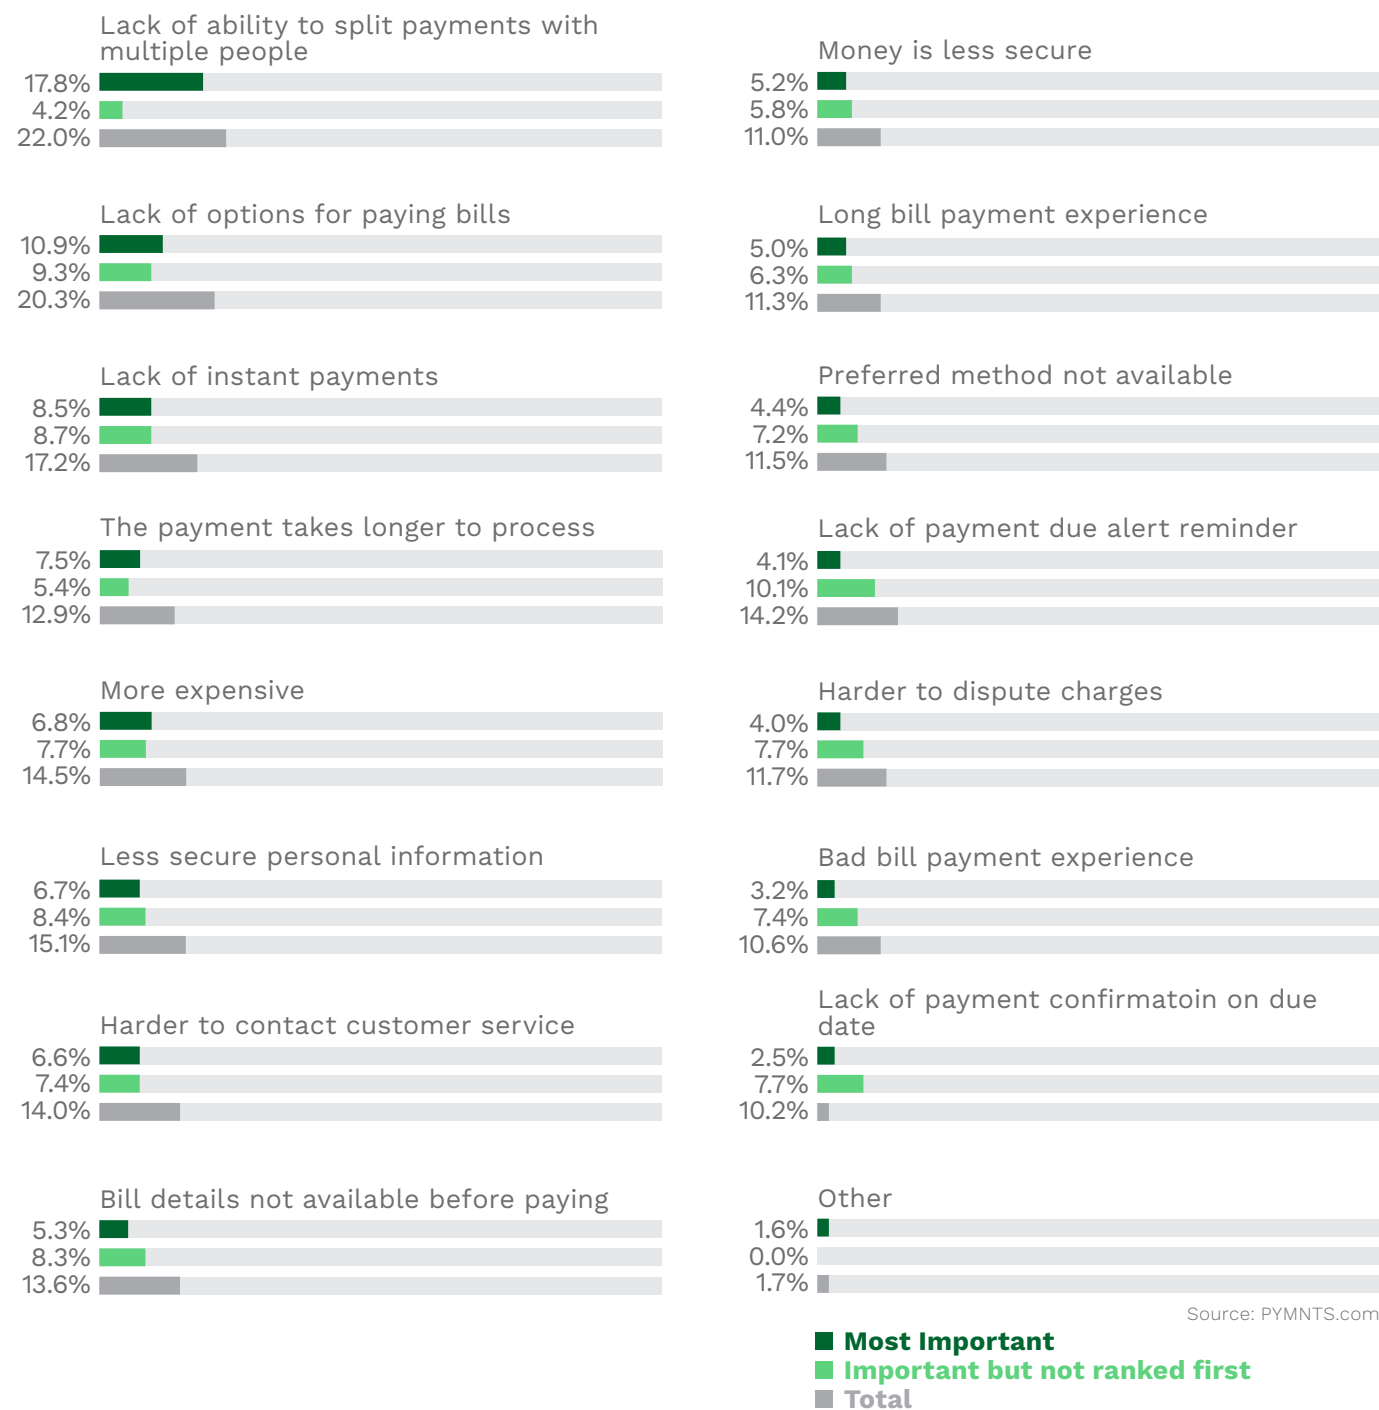 Lack of ability to split payments with
multiple people
17.8%
4.2%
22.0%
Lack of options for paying bills
10.9%
9.3%
20.3%
Lack of instant payments
8.5%
8.7%
17.2%
The payment takes longer to process
7.5%
5.4%
12.9%
More expensive
6.8%
7.7%
14.5%
Less secure personal information
6.7%
8.4%
15.1%
Harder to contact customer service
6.6%
7.4%
14.0%
Bill details not available before paying
5.3%
8.3%
13.6%
Money is less secure
5.2%
5.8%
11.0%
Long bill payment experience
5.0%
6.3%
11.3%
Preferred method not available
4.4%
7.2%
11.5%
Lack of payment due alert reminder
4.1%
10.1%
14.2%
Harder to dispute charges
4.0%
7.7%
11.7%
Bad bill payment experience
3.2%
7.4%
10.6%
Lack of payment confirmatoin on due
date
2.5%
7.7%
10.2%
Other
1.6%
0.0%
1.7%
Source: PYMNTS.com
Most Important
Important but not ranked first
Total